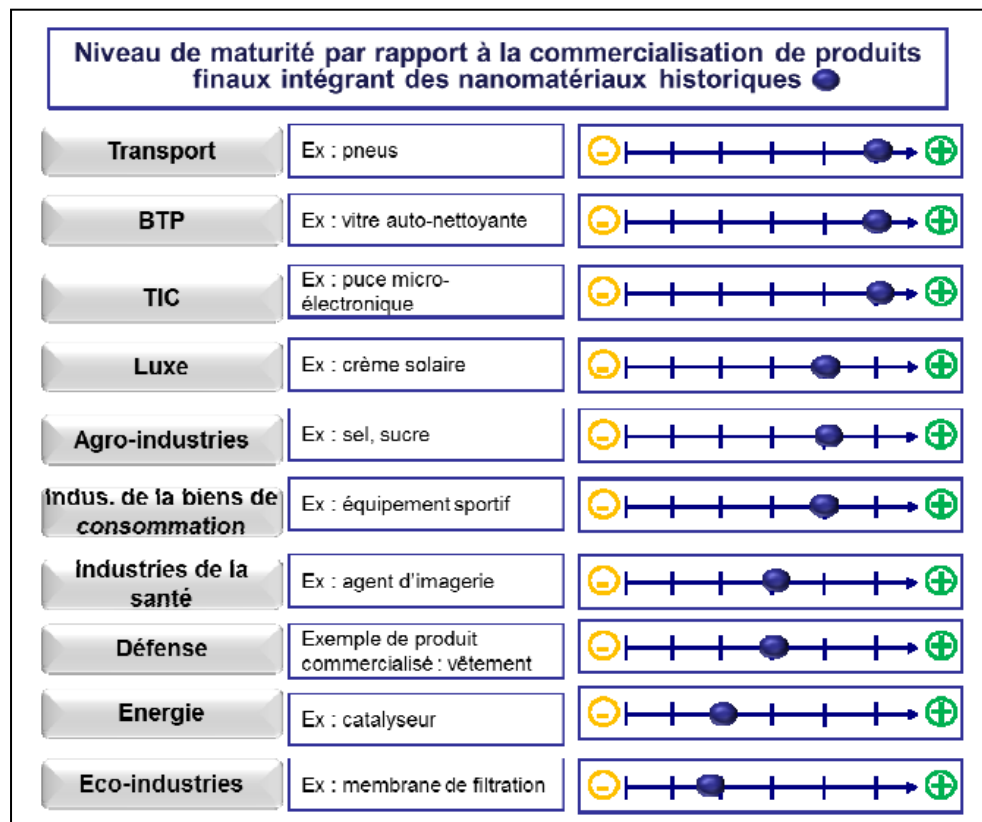 Niveau de maturité par rapport à la commercialisation de produits
finaux intégrant des nanomatériaux historiques
Transport
Ex : pneus
BTP
Ex : vitre auto-nettoyante
TIC
Ex : puce micro-
électronique
Luxe
Ex : crème solaire
Agro-industries
Ex : sel, sucre
Indus. de la biens de
consommation
Ex : équipement sportif
Industries de la
santé
Ex : agent d'imagerie
Défense
Exemple de produit
commercialisé : vêtement
Energie
Ex : catalyseur
Eco-industries
Ex : membrane de filtration